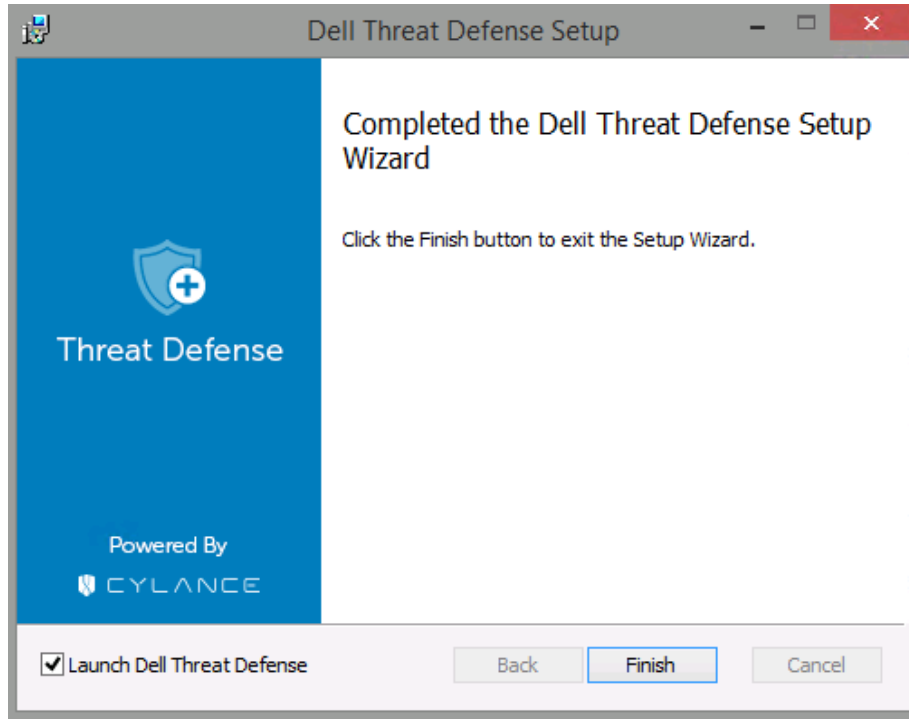 Dell Threat Defense Setup
Completed the Dell Threat Defense Setup
Wizard
Click the Finish button to exit the Setup Wizard.
Threat Defense
Powered By
CYLANCE
Launch Dell Threat Defense
Back
Finish
Cancel